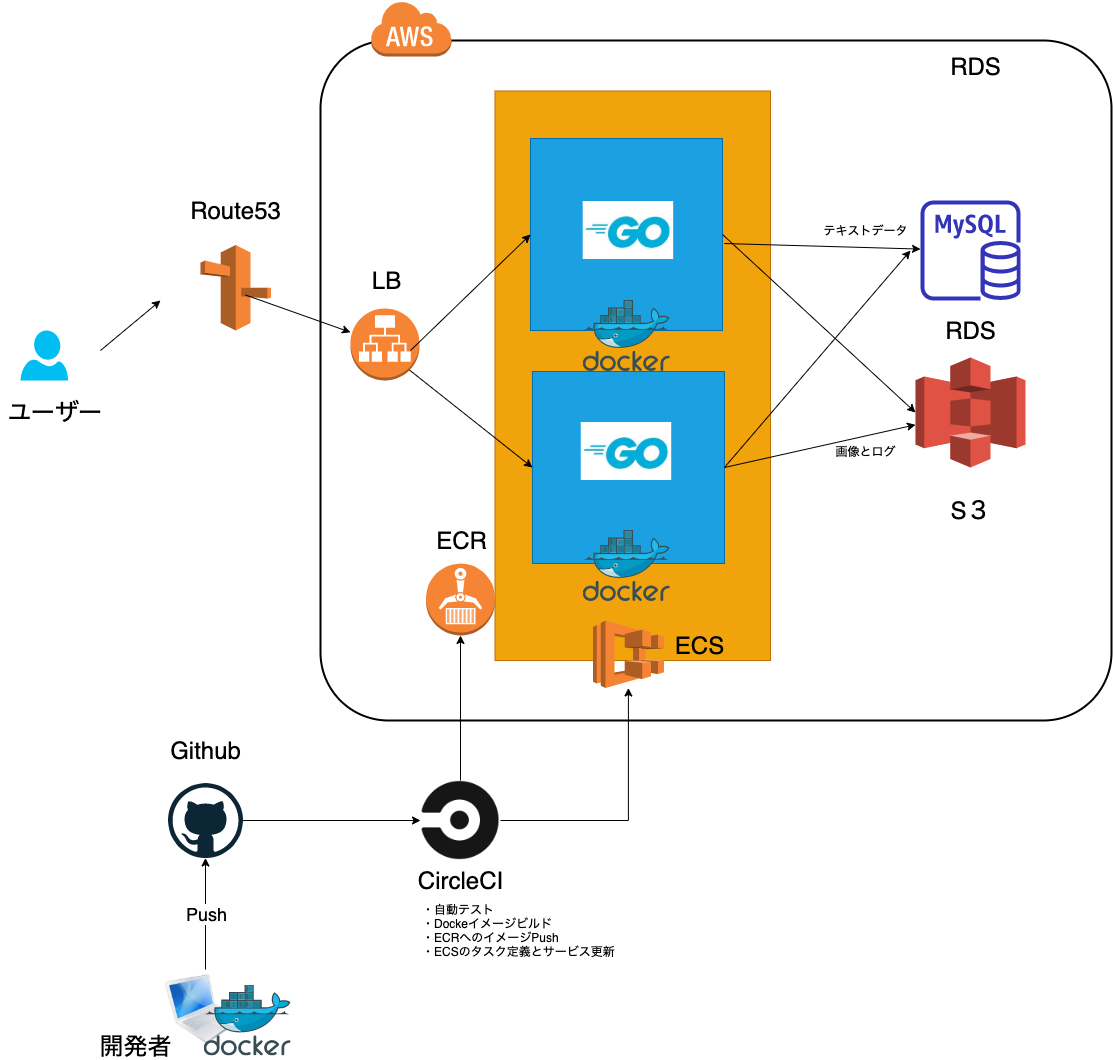 AWS
RDS
Route53
LB
ユーザー
GO
docker
GO
docker
テキストデータ
MySQL
RDS
画像とログ
S３
ECR
ECS
Github
CircleCI
・自動テスト
・Dockeイメージビルド
・ECRへのイメージPush
・ECSのタスク定義とサービス更新
Push
開発者
docker